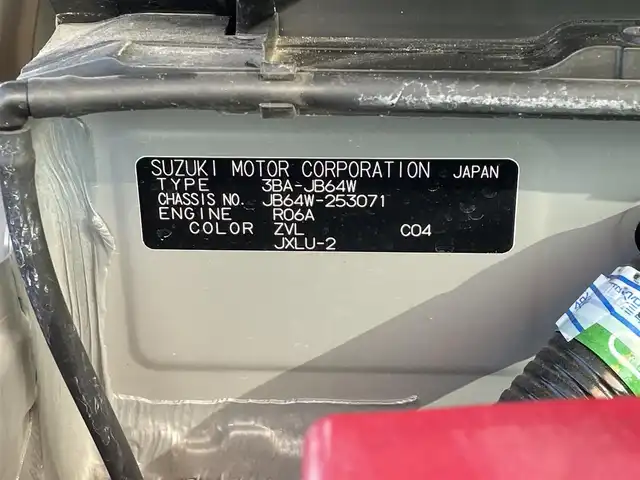 SUZUKI MOTOR CORPORATION JAPAN
TYPE 3BA-JB64W
CHASSIS NO. JB64W-253071
ENGINE R06A
COLOR ZVL C04
JXLU-2